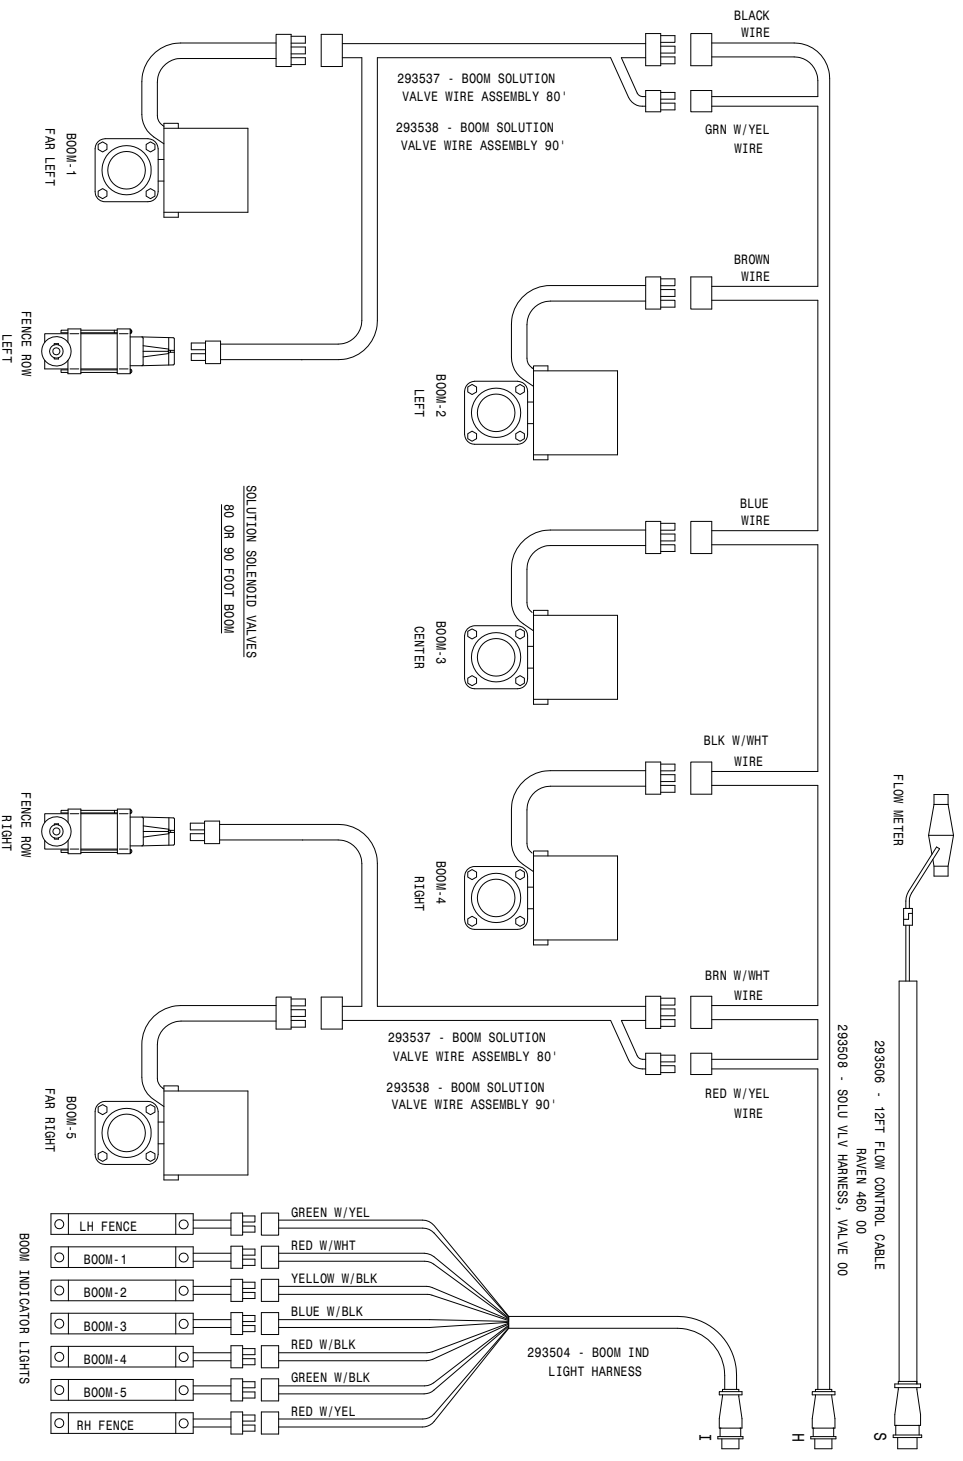 BLACK
WIRE
293537 - BOOM SOLUTION
VALVE WIRE ASSEMBLY 80'
293538 - BOOM SOLUTION
VALVE WIRE ASSEMBLY 90'
GRN W/YEL
WIRE
BOOM-1
FAR LEFT
BROWN
WIRE
FENCE ROW
LEFT
BOOM-2
LEFT
SOLUTION SOLENOID VALVES
80 OR 90 FOOT BOOM
BLUE
WIRE
BOOM-3
CENTER
BLK W/WHT
WIRE
FLOW METER
FENCE ROW
RIGHT
BOOM-4
RIGHT
BRN W/WHT
WIRE
293537 - BOOM SOLUTION
VALVE WIRE ASSEMBLY 80'
293538 - BOOM SOLUTION
VALVE WIRE ASSEMBLY 90'
RED W/YEL
WIRE
293506 - 12FT FLOW CONTROL CABLE
RAVEN 460 00
293508 - SOLU VLV HARNESS, VALVE 00
BOOM-5
FAR RIGHT
BOOM INDICATOR LIGHTS
LH FENCE
GREEN W/YEL
BOOM-1
RED W/WHT
BOOM-2
YELLOW W/BLK
BOOM-3
BLUE W/BLK
BOOM-4
RED W/BLK
BOOM-5
GREEN W/BLK
RH FENCE
RED W/YEL
293504 - BOOM IND
LIGHT HARNESS
I
H
S